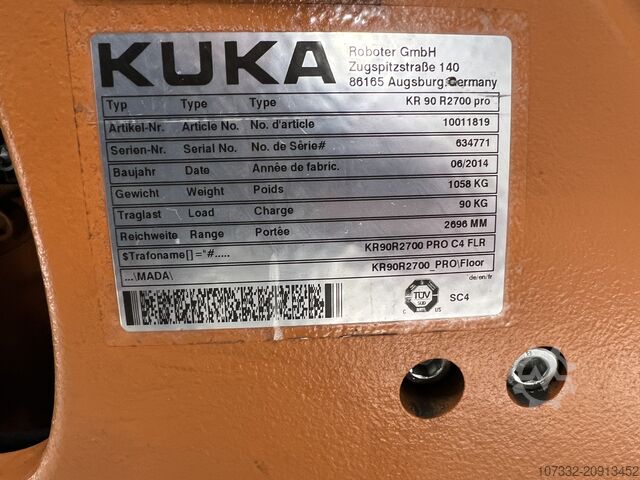 KUKA
Roboter GmbH
Zugspitzstraße 140
86165 Augsburg, Germany
Typ Type Type KR 90 R2700 pro
Artikel-Nr. Article No. No. d'article 10011819
Serien-Nr. Serial No. No. de Série# 634771
Baujahr Date Année de fabric. 06/2014
Gewicht Weight Poids 1058 KG
Traglast Load Charge 90 KG
Reichweite Range Portée 2696 MM
$Trafoname[] ="#..... KR90R2700 PRO C4 FLR
...\MADA\ KR90R2700_PRO\Floor
de/en/fr
TÜV
SÜD
C US
SC4
107332-20913452